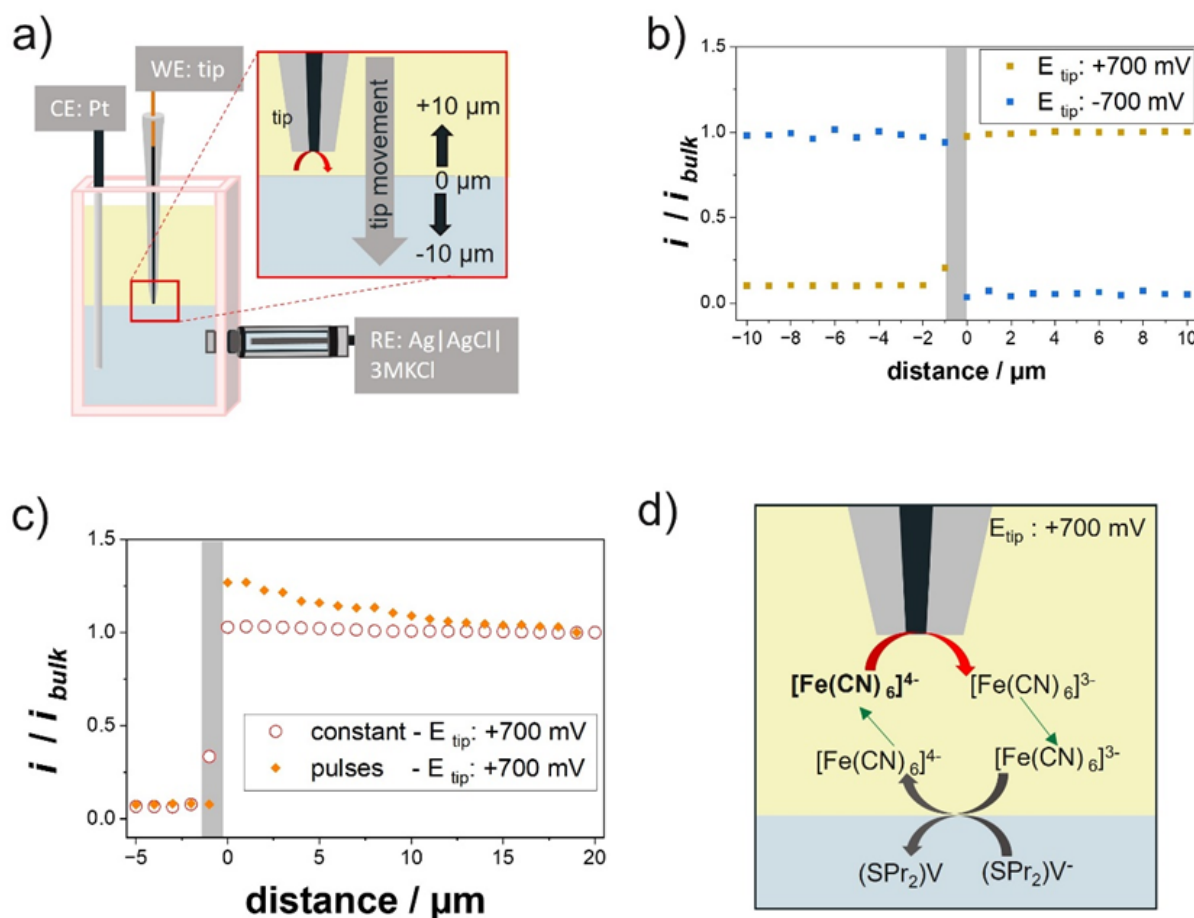 a)
WE: tip
CE: Pt
tip
tip movement
+10 µm
0 µm
-10 µm
RE: Ag|AgCl|
3MKCl
b)
i / i bulk
1.5
1.0
0.5
0.0
E tip: +700 mV
E tip: -700 mV
−10 −8 −6 −4 −2 0 2 4 6 8 10
distance / µm
c)
i / i bulk
1.5
1.0
0.5
0.0
constant - E tip: +700 mV
pulses - E tip: +700 mV
−5 0 5 10 15 20
distance / µm
d)
E tip : +700 mV
[Fe(CN) 6]4- [Fe(CN) 6]3-
[Fe(CN) 6]4- [Fe(CN) 6]3-
(SPr2)V (SPr2)V-